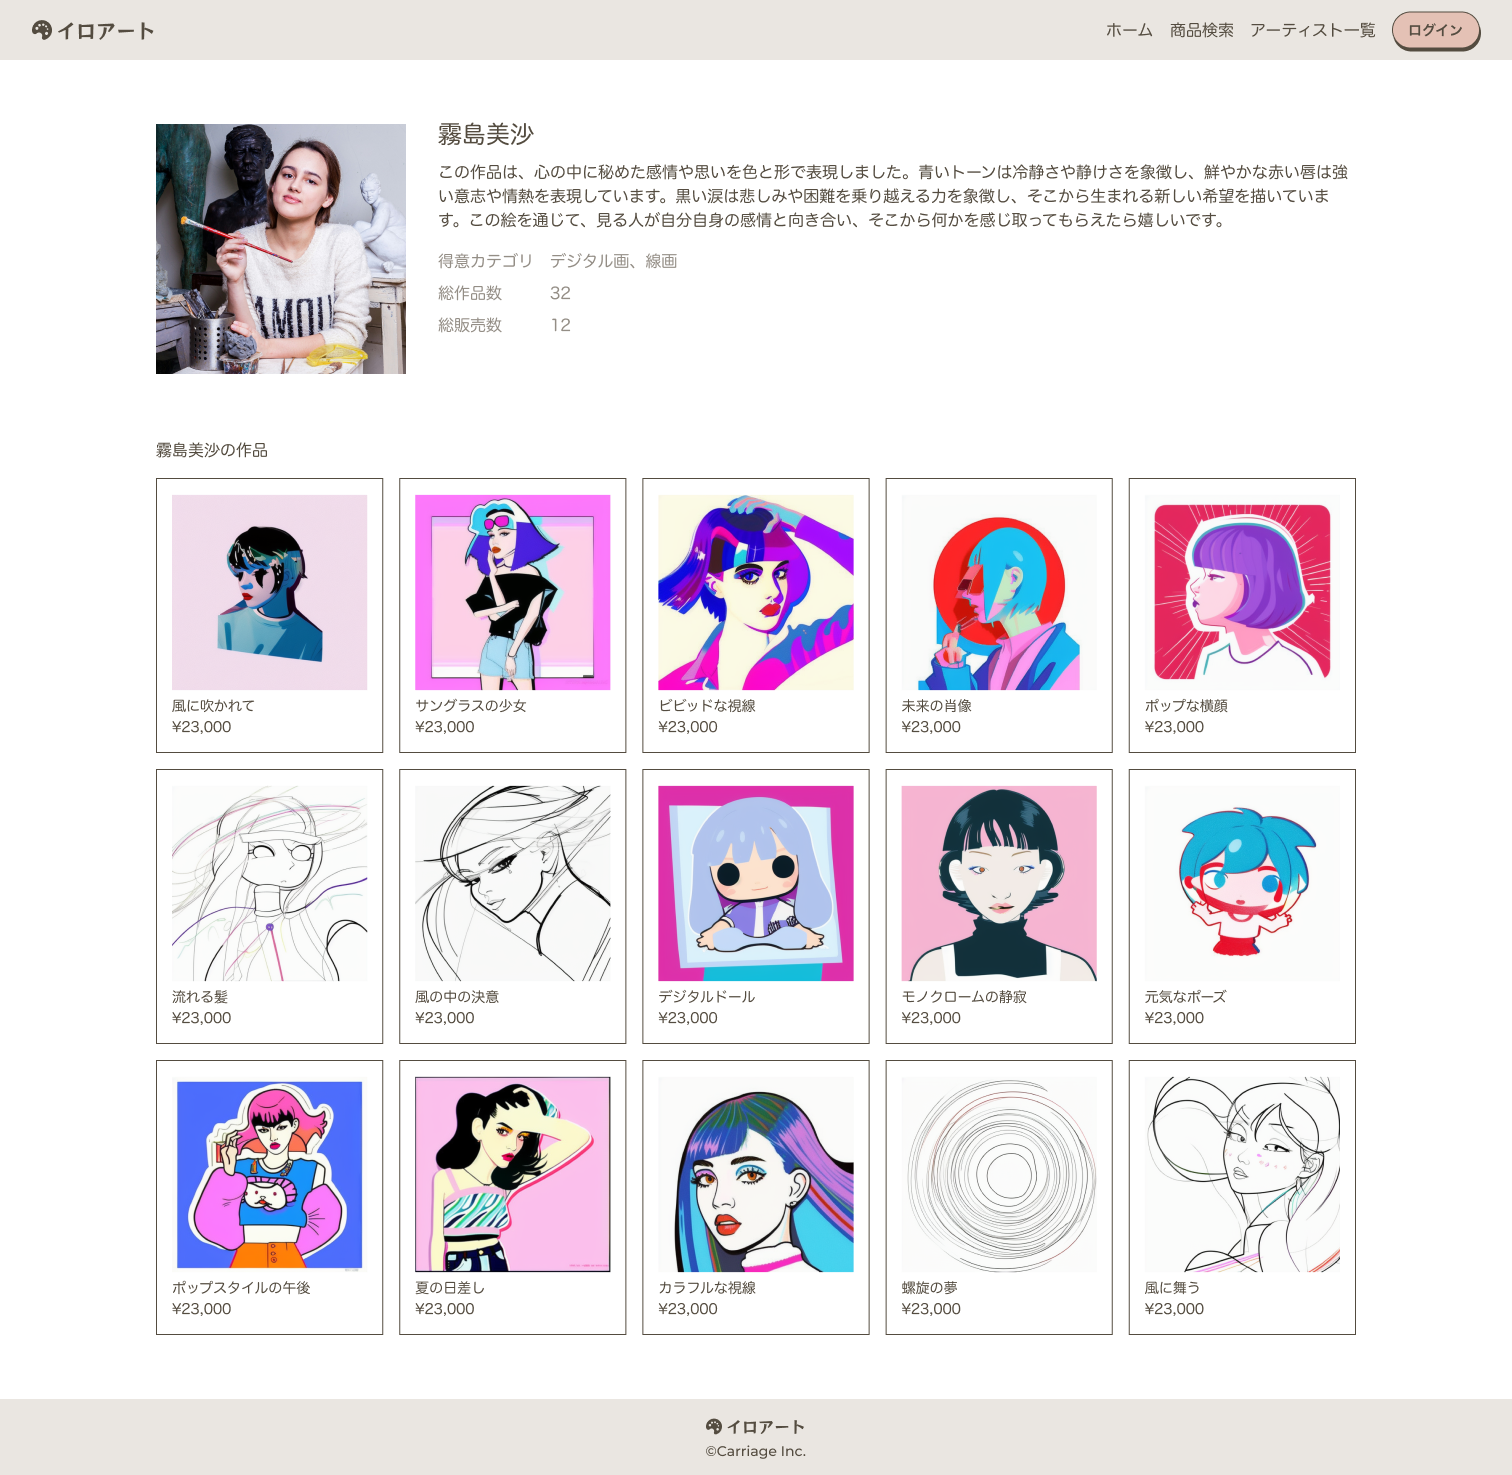 イロアート
ホーム 商品検索 アーティスト一覧 ログイン
霧島美沙
この作品は、心の中に秘めた感情や思いを色と形で表現しました。青いトーンは冷静さや静けさを象徴し、鮮やかな赤い唇は強
い意志や情熱を表現しています。黒い涙は悲しみや困難を乗り越える力を象徴し、そこから生まれる新しい希望を描いていま
す。この絵を通じて、見る人が自分自身の感情と向き合い、そこから何かを感じ取ってもらえたら嬉しいです。
得意カテゴリ デジタル画、線画
総作品数 32
総販売数 12
霧島美沙の作品
風に吹かれて
¥23,000
サングラスの少女
¥23,000
ビビッドな視線
¥23,000
未来の肖像
¥23,000
ポップな横顔
¥23,000
流れる髪
¥23,000
風の中の決意
¥23,000
デジタルドール
¥23,000
モノクロームの静寂
¥23,000
元気なポーズ
¥23,000
ポップスタイルの午後
¥23,000
夏の日差し
¥23,000
カラフルな視線
¥23,000
螺旋の夢
¥23,000
風に舞う
¥23,000
イロアート
©Carriage Inc.